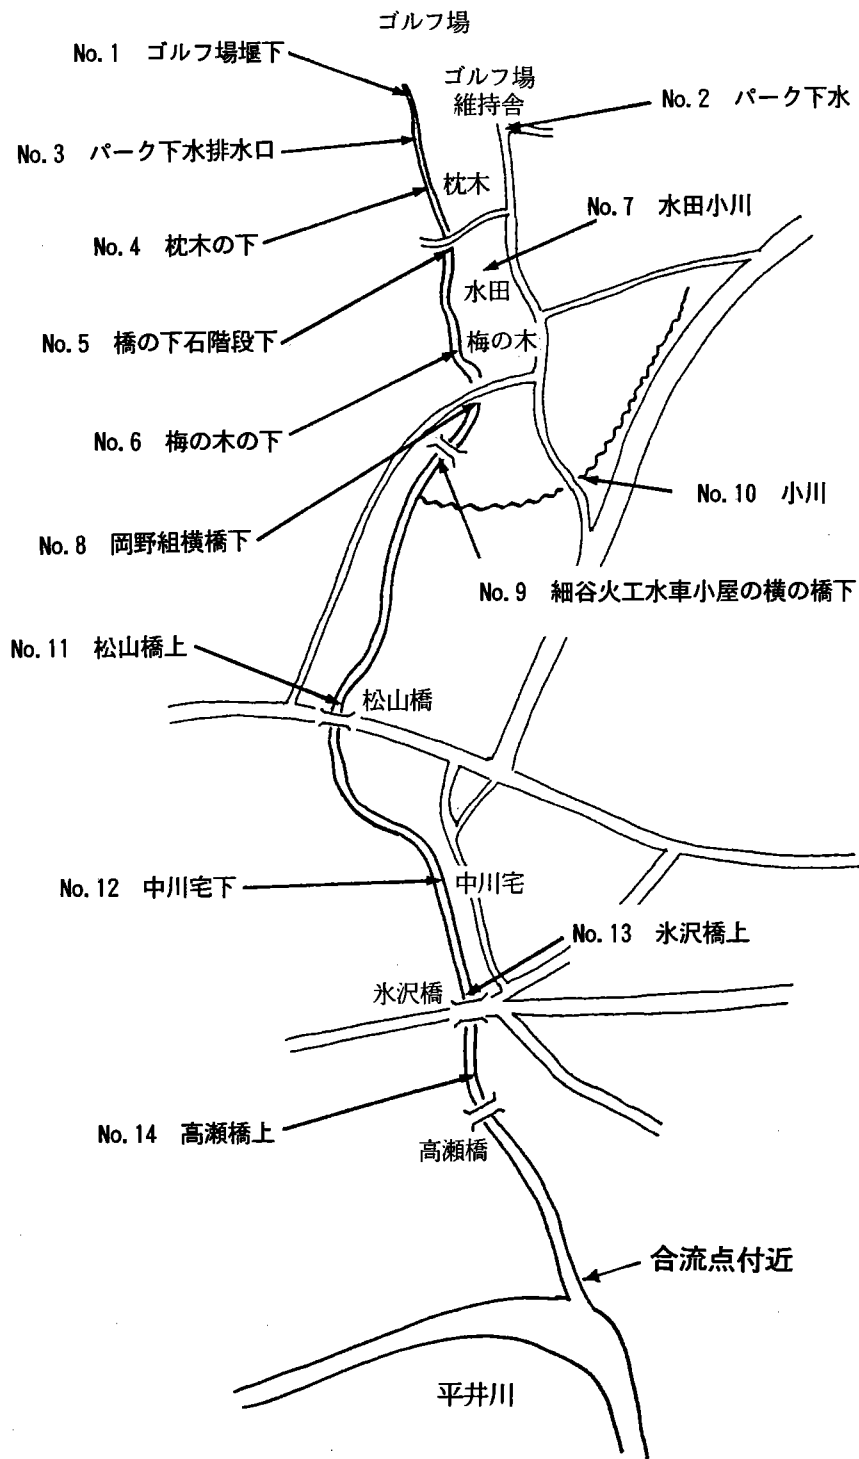 ゴルフ場
No.1 ゴルフ場堰下
ゴルフ場
維持舎
No.2 パーク下水
No.3 パーク下水排水口
枕木
No.7 水田小川
No.4 枕木の下
水田
No.5 橋の下石階段下
梅の木
No.6 梅の木の下
No.10 小川
No.8 岡野組横橋下
No.9 細谷火工水車小屋の横の橋下
No.11 松山橋上
松山橋
No.12 中川宅下
中川宅
No.13 氷沢橋上
氷沢橋
No.14 高瀬橋上
高瀬橋
合流点付近
平井川